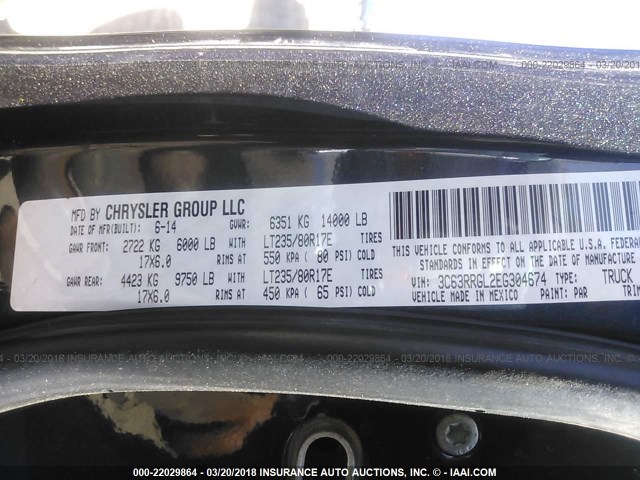 MFD BY CHRYSLER GROUP LLC
DATE OF MFR(BUILT): 6-14 GVWR: 6351 KG 14000 LB
GAWR FRONT: 2722 KG 6000 LB WITH LT235/80R17E TIRES
17X6.0 RIMS AT 550 KPA ( 80 PSI) COLD
GAWR REAR: 4423 KG 9750 LB WITH LT235/80R17E TIRES
17X6.0 RIMS AT 450 KPA ( 65 PSI) COLD
THIS VEHICLE CONFORMS TO ALL APPLICABLE U.S.A. FEDERAL
STANDARDS IN EFFECT ON THE DATE OF MANUFACTURE
VIN: 3C63RRGL2EG304674 TYPE: TRUCK
VEHICLE MADE IN MEXICO PAINT: PAR TRIM
000-22029864 - 03/20/2018 INSURANCE AUTO AUCTIONS, INC. - © IAAI.COM